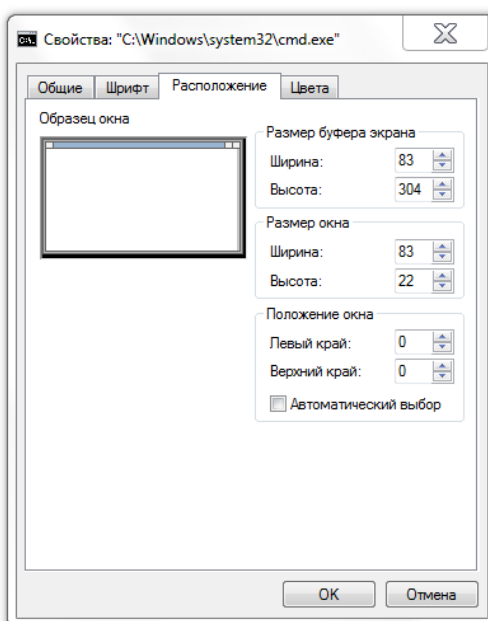 Свойства: "C:\Windows\system32\cmd.exe"
Общие Шрифт Расположение Цвета
Образец окна
Размер буфера экрана
Ширина: 83
Высота: 304
Размер окна
Ширина: 83
Высота: 22
Положение окна
Левый край: 0
Верхний край: 0
Автоматический выбор
OK Отмена